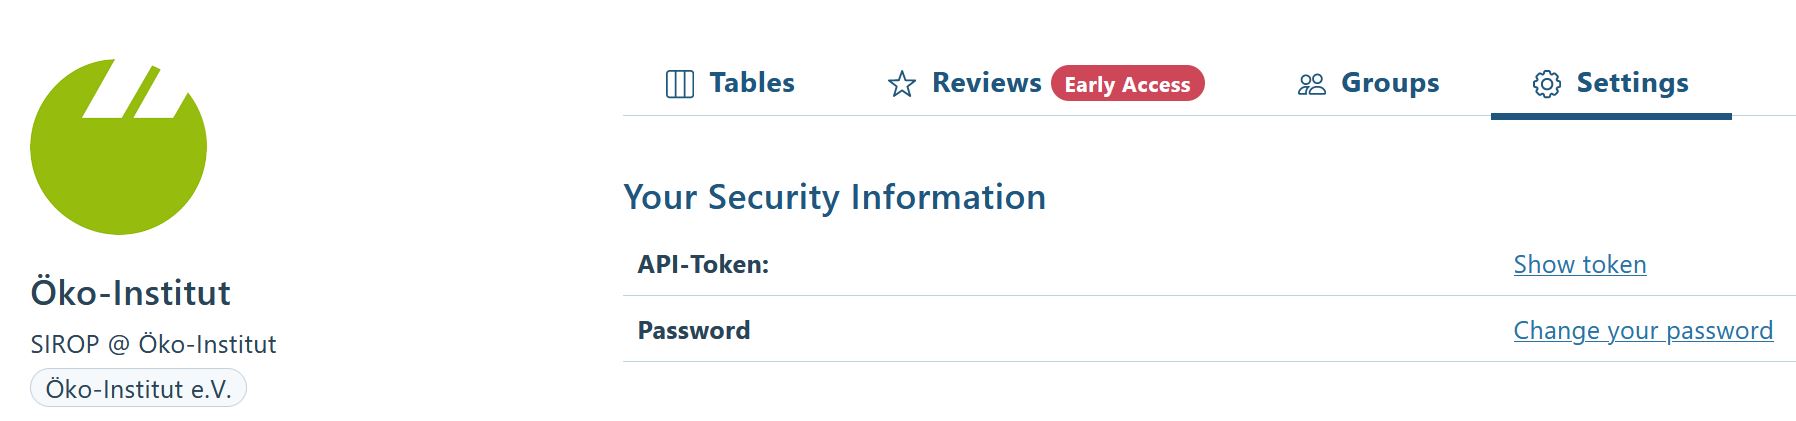 Tables Reviews Early Access Groups Settings
Your Security Information
API-Token: Show token
Password Change your password
Öko-Institut
SIROP @ Öko-Institut
Öko-Institut e.V.